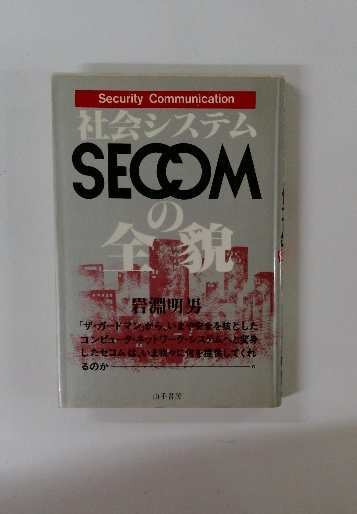 Security Communication
社会システム
SECOM
の
全貌
岩淵明男
「ザ・ガードマン」から、いまや安全を核とした
コンピュータ・ネットワーク・システムへと変身
したセコムは、いま我々に何を提供してくれ
るのか――――。
山手書房